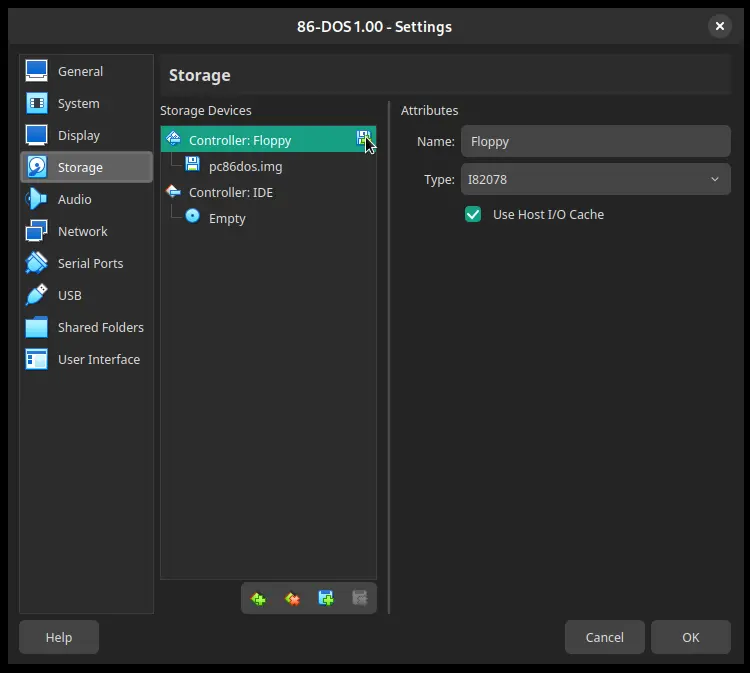 86-DOS 1.00 - Settings
General
System
Display
Storage
Audio
Network
Serial Ports
USB
Shared Folders
User Interface
Storage
Storage Devices
Controller: Floppy
pc86dos.img
Controller: IDE
Empty
Attributes
Name: Floppy
Type: I82078
Use Host I/O Cache
Help
Cancel
OK